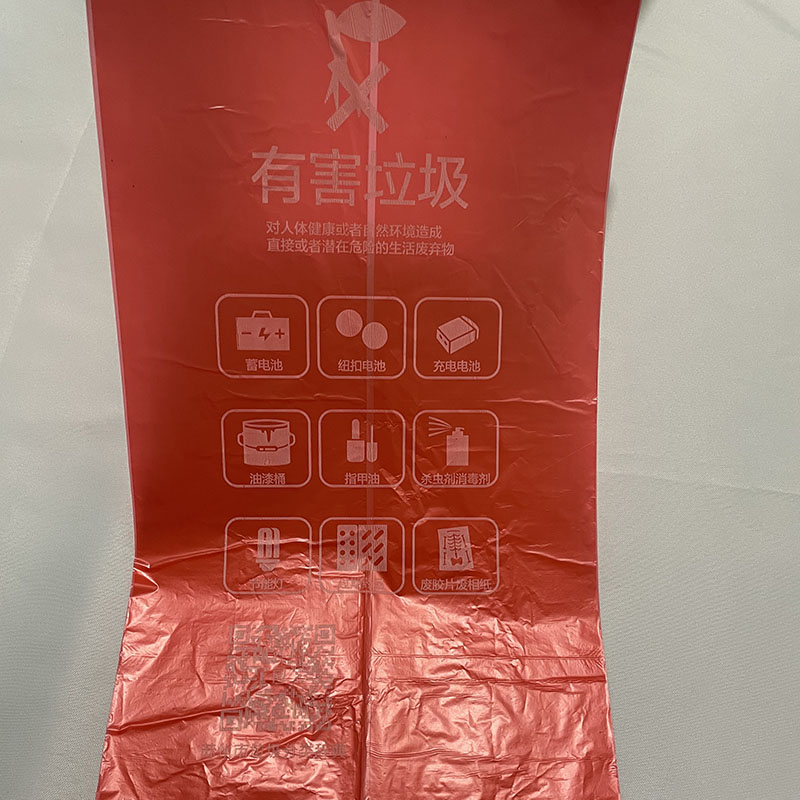 有害垃圾
对人体健康或者自然环境造成
直接或者潜在危险的生活废弃物
蓄电池
纽扣电池
充电电池
油漆桶
指甲油
杀虫剂消毒剂
节能灯
废胶片废相纸